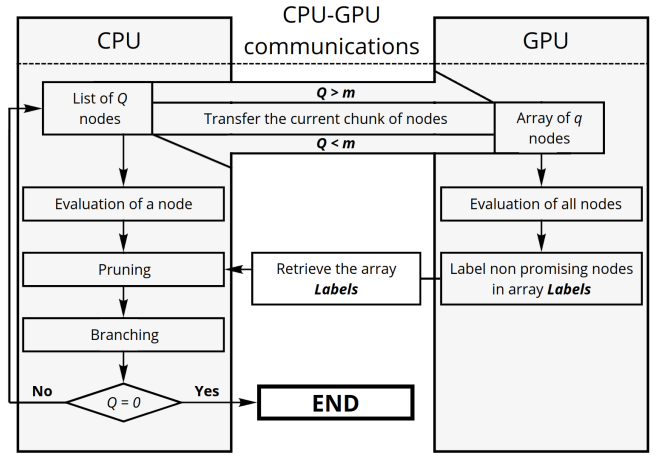 CPU
CPU-GPU
communications
GPU
List of Q
nodes
Q > m
Transfer the current chunk of nodes
Q < m
Array of q
nodes
Evaluation of a node
Evaluation of all nodes
Pruning
Retrieve the array
Labels
Label non promising nodes
in array Labels
Branching
No
Q = 0
Yes
END